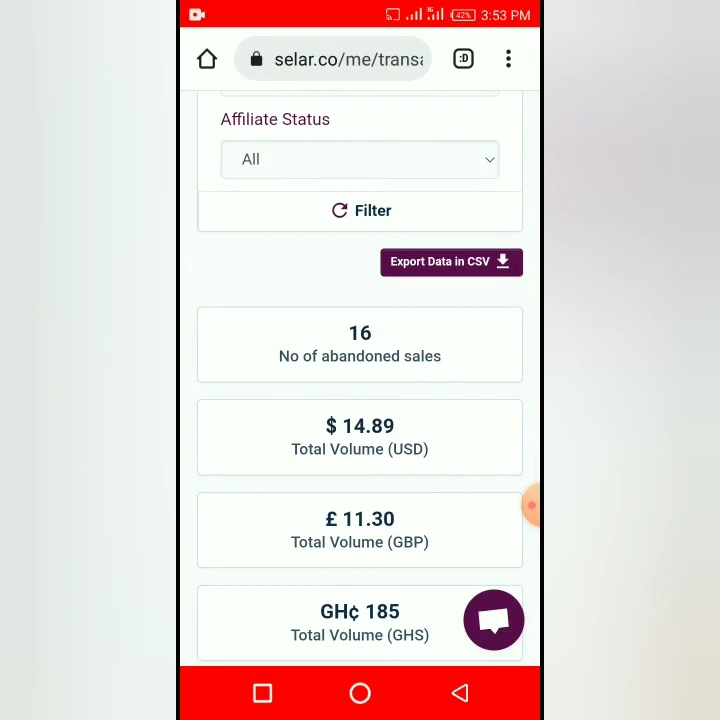 42%
3:53 PM
selar.co/me/transa
:D
Affiliate Status
All
Filter
Export Data in CSV
16
No of abandoned sales
$ 14.89
Total Volume (USD)
£ 11.30
Total Volume (GBP)
GH¢ 185
Total Volume (GHS)